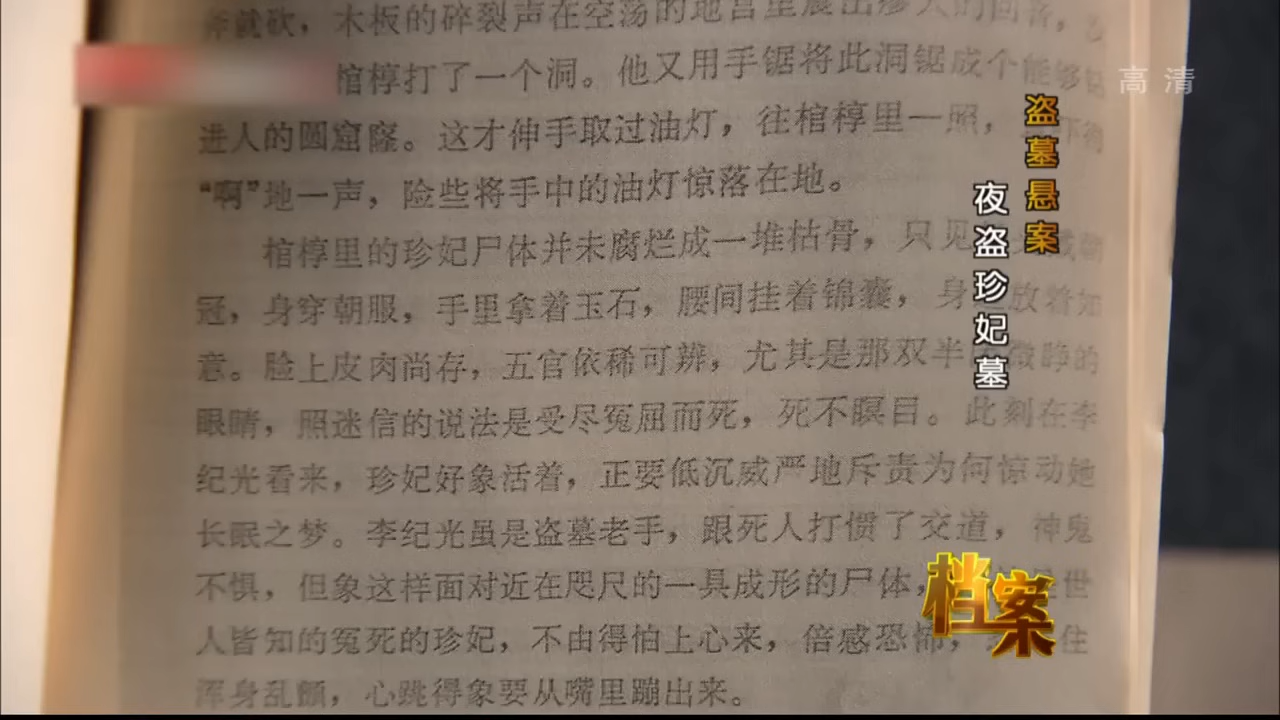 斧就砍，木板的碎裂声在空荡的地宫里震出瘆人的回音，
棺椁打了一个洞。他又用手锯将此洞锯成个能够钻
进人的圆窟窿。这才伸手取过油灯，往棺椁里一照，
“啊”地一声，险些将手中的油灯惊落在地。
棺椁里的珍妃尸体并未腐烂成一堆枯骨，只见
冠，身穿朝服，手里拿着玉石，腰间挂着锦囊，身 放着如
意。脸上皮肉尚存，五官依稀可辨，尤其是那双半 微睁的
眼睛，照迷信的说法是受尽冤屈而死，死不瞑目。此刻在李
纪光看来，珍妃好象活着，正要低沉威严地斥责为何惊动她
长眠之梦。李纪光虽是盗墓老手，跟死人打惯了交道，神鬼
不惧，但象这样面对近在咫尺的一具成形的尸体， 世
人皆知的冤死的珍妃，不由得怕上心来，倍感恐怖， 住
浑身乱颤，心跳得象要从嘴里蹦出来。
高清
盗墓悬案
夜盗珍妃墓
档案